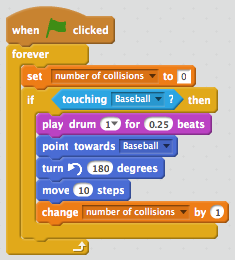 when clicked
forever
set number of collisions to 0
if touching Baseball ? then
play drum 1 for 0.25 beats
point towards Baseball
turn 180 degrees
move 10 steps
change number of collisions by 1